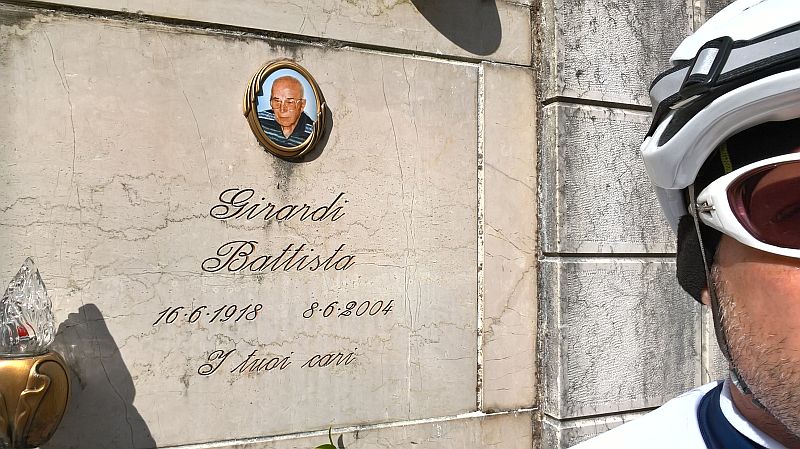 Girardi
Battista
16·6·1918 8·6·2004
I tuoi cari